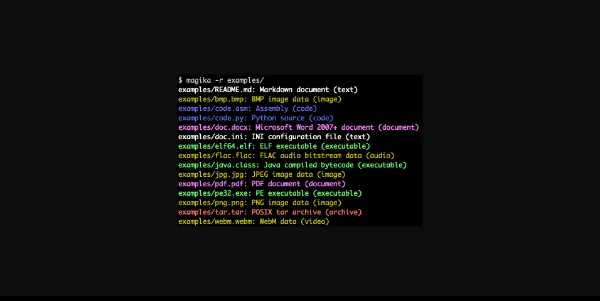 $ magika -r examples/
examples/README.md: Markdown document (text)
examples/bmp.bmp: BMP image data (image)
examples/code.asm: Assembly (code)
examples/code.py: Python source (code)
examples/doc.docx: Microsoft Word 2007+ document (document)
examples/doc.ini: INI configuration file (text)
examples/elf64.elf: ELF executable (executable)
examples/flac.flac: FLAC audio bitstream data (audio)
examples/java.class: Java compiled bytecode (executable)
examples/jpg.jpg: JPEG image data (image)
examples/pdf.pdf: PDF document (document)
examples/pe32.exe: PE executable (executable)
examples/png.png: PNG image data (image)
examples/tar.tar: POSIX tar archive (archive)
examples/webm.webm: WebM data (video)